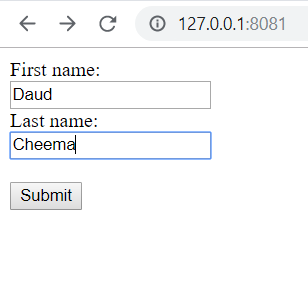 127.0.0.1:8081
First name:
Daud
Last name:
Cheema
Submit